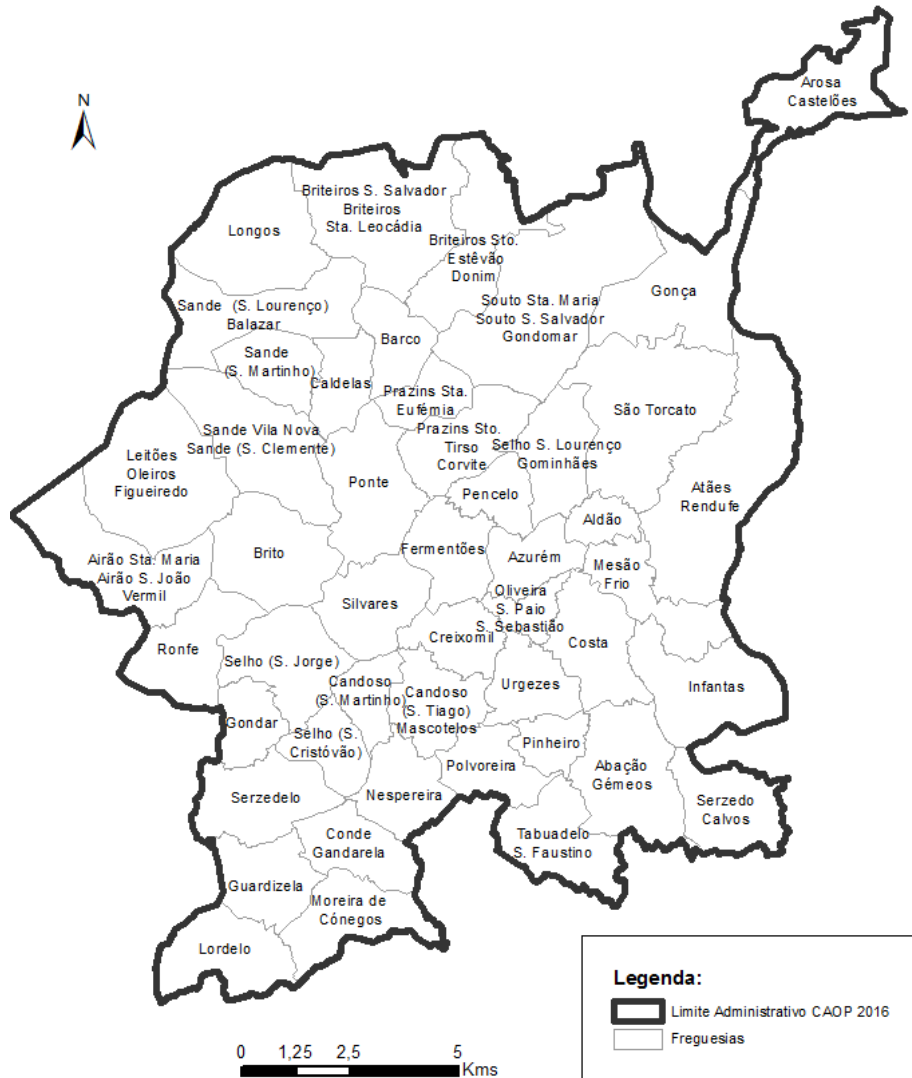 Arosa
Castelões
N
Briteiros S. Salvador
Briteiros
Sta. Leocádia
Longos
Briteiros Sto.
Estêvão
Donim
Gonça
Souto Sta. Maria
Souto S. Salvador
Gondomar
Sande (S. Lourenço)
Balazar
Barco
Sande
(S. Martinho)
Caldelas
Prazins Sta.
Eufémia
São Torcato
Sande Vila Nova
Sande (S. Clemente)
Prazins Sto.
Tirso
Corvite
Selho S. Lourenço
Gominhães
Leitões
Oleiros
Figueiredo
Ponte
Pencelo
Atães
Rendufe
Aldão
Airão Sta. Maria
Airão S. João
Vermil
Brito
Fermentões
Azurém
Mesão
Frio
Oliveira
S. Paio
S. Sebastião
Silvares
Creixomil
Costa
Ronfe
Selho (S. Jorge)
Candoso
(S. Martinho)
Candoso
(S. Tiago)
Mascotelos
Urgezes
Infantas
Gondar
Selho (S.
Cristóvão)
Pinheiro
Polvoreira
Abação
Gémeos
Serzedelo
Nespereira
Serzedo
Calvos
Conde
Gandarela
Tabuadelo
S. Faustino
Guardizela
Moreira de
Cónegos
Lordelo
Legenda:
Limite Administrativo CAOP 2016
Freguesias
0 1,25 2,5 5
Kms